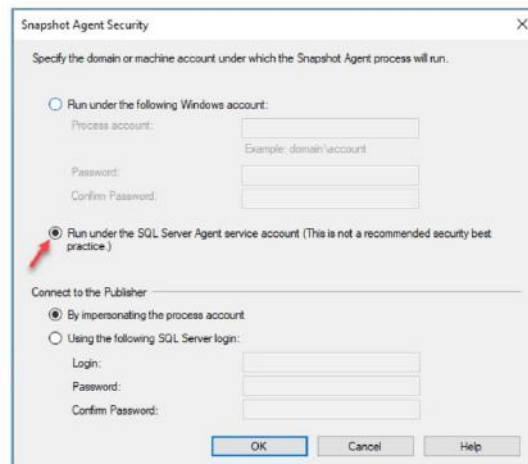 Snapshot Agent Security
Specify the domain or machine account under which the Snapshot Agent process will run.
Run under the following Windows account:
Process account:
Example: domain\account
Password:
Confirm Password:
Run under the SQL Server Agent service account (This is not a recommended security best
practice.)
Connect to the Publisher
By impersonating the process account
Using the following SQL Server login:
Login:
Password:
Confirm Password:
OK Cancel Help